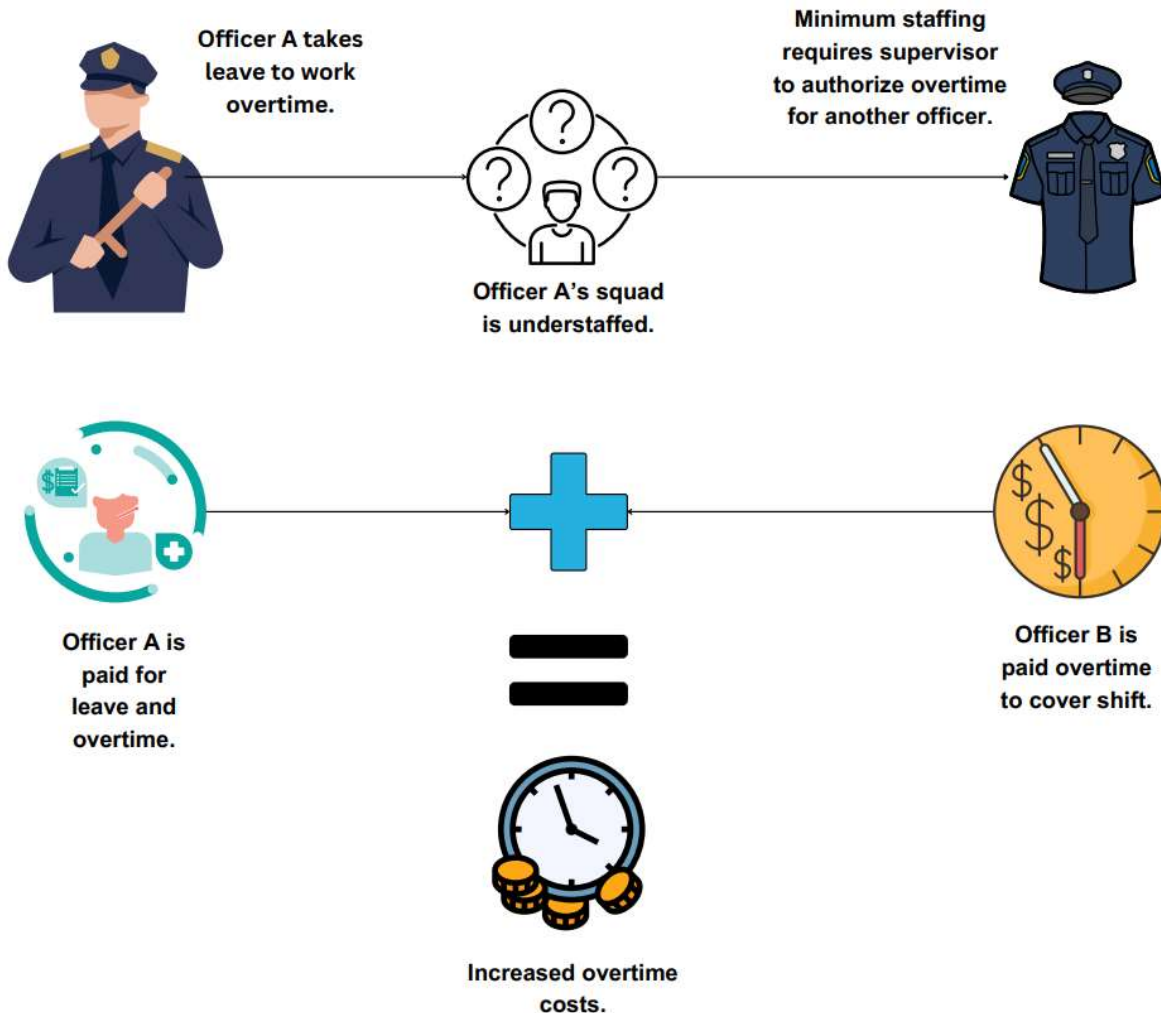 Officer A takes
leave to work
overtime.
Minimum staffing
requires supervisor
to authorize overtime
for another officer.
? ? ?
Officer A’s squad
is understaffed.
$
$
$
$
Officer A is
paid for
leave and
overtime.
Officer B is
paid overtime
to cover shift.
Increased overtime
costs.